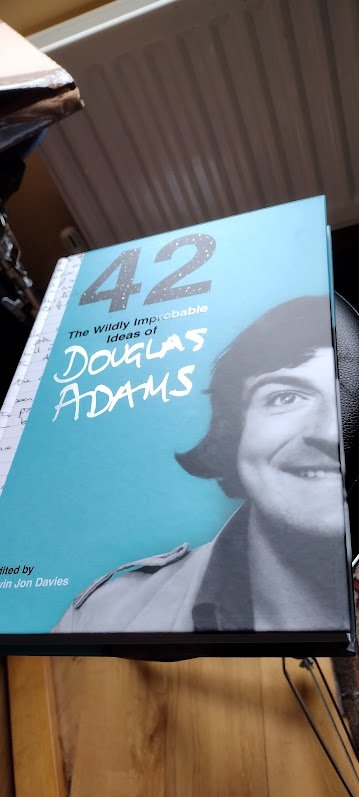 42
The Wildly Improbable
Ideas of
DOUGLAS
ADAMS
dited by
vin Jon Davies